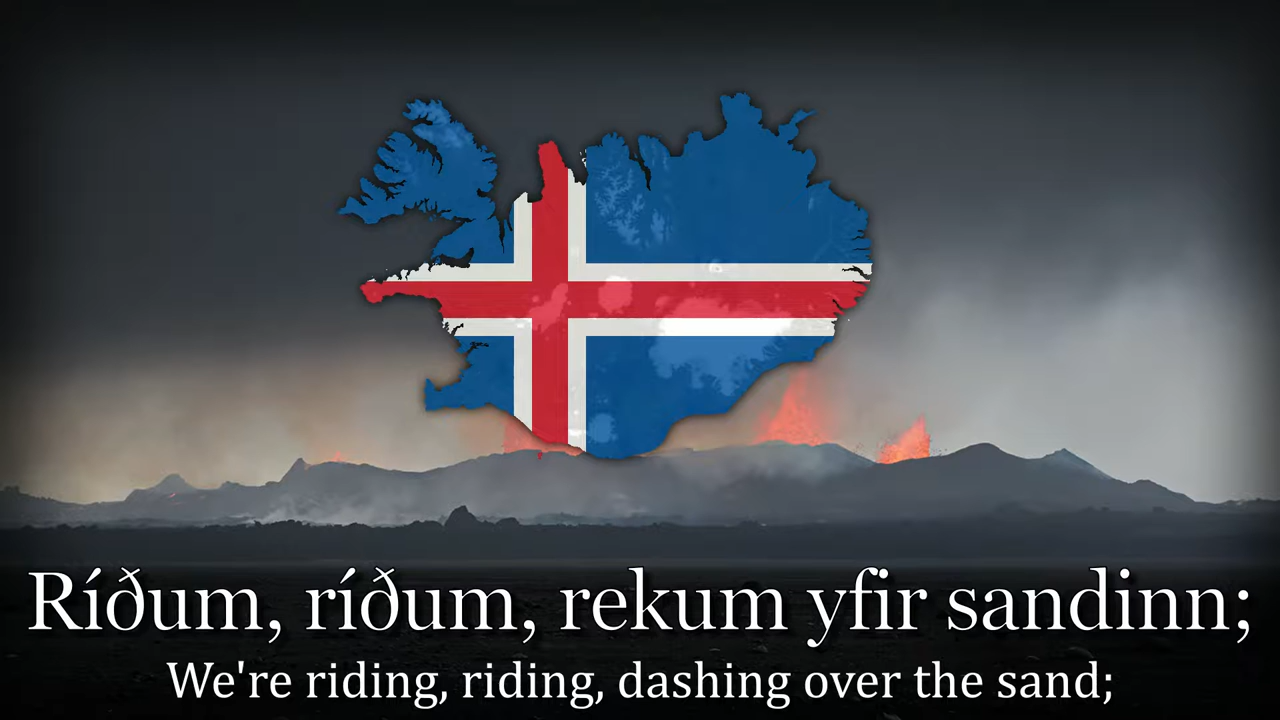 Ríðum, ríðum, rekum yfir sandinn;
We're riding, riding, dashing over the sand;